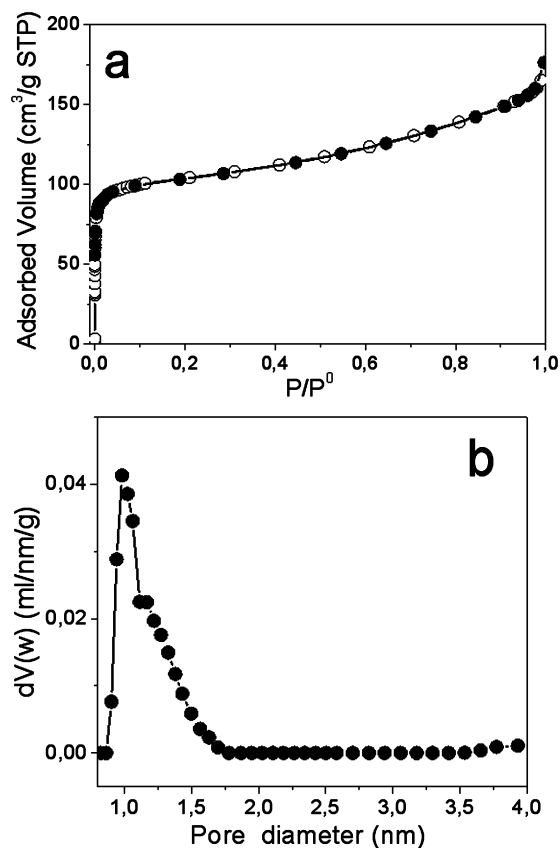 a
Adsorbed Volume (cm³/g STP)
200
150
100
50
0
0,0 0,2 0,4 0,6 0,8 1,0
P/P⁰
b
dV(w) (ml/nm/g)
0,04
0,02
0,00
1,0 1,5 2,0 2,5 3,0 3,5 4,0
Pore diameter (nm)